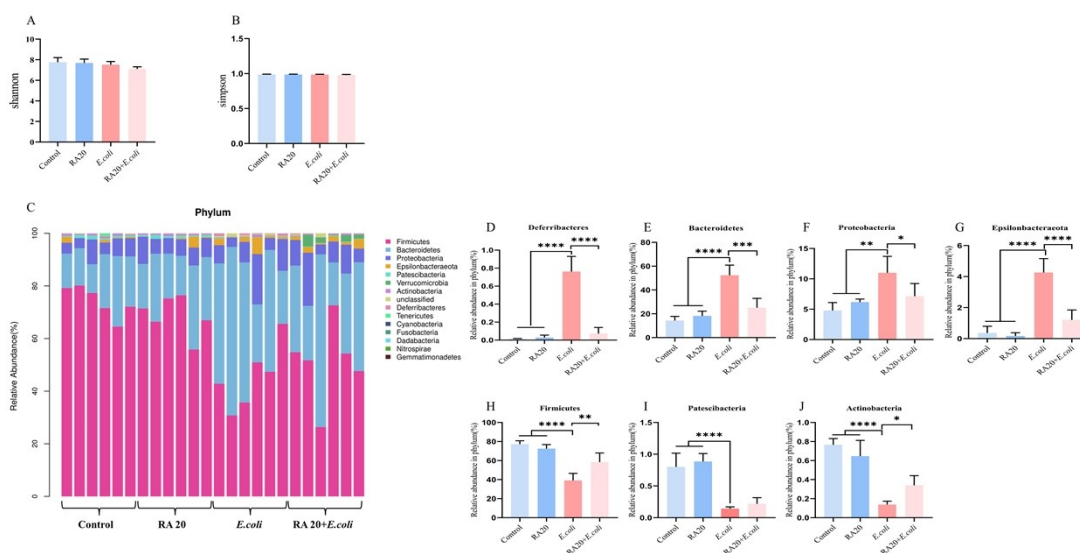 A
shannon
10
8
6
4
2
0
Control
RA20
E.coli
RA20+E.coli
B
simpson
1.5
1.0
0.5
0.0
Control
RA20
E.coli
RA20+E.coli
C
Phylum
Relative Abundance(%)
100
80
60
40
20
0
Firmicutes
Bacteroidetes
Proteobacteria
Epsilonbacteraeota
Patescibacteria
Verrucomicrobia
Actinobacteria
unclassified
Deferribacteres
Tenericutes
Cyanobacteria
Fusobacteria
Dadabacteria
Nitrospirae
Gemmatimonadetes
Control
RA 20
E.coli
RA 20+E.coli
D
Deferribacteres
Relative abundance in phylum(%)
1.0
0.8
0.6
0.4
0.2
0.0
**** ****
Control
RA20
E.coli
RA20+E.coli
E
Bacteroidetes
Relative abundance in phylum(%)
80
60
40
20
0
**** ***
Control
RA20
E.coli
RA20+E.coli
F
Proteobacteria
Relative abundance in phylum(%)
15
10
5
0
** *
Control
RA20
E.coli
RA20+E.coli
G
Epsilonbacteraeota
Relative abundance in phylum(%)
6
4
2
0
**** ****
Control
RA20
E.coli
RA20+E.coli
H
Firmicutes
Relative abundance in phylum(%)
100
80
60
40
20
0
**** **
Control
RA20
E.coli
RA20+E.coli
I
Patescibacteria
Relative abundance in phylum(%)
1.5
1.0
0.5
0.0
****
Control
RA20
E.coli
RA20+E.coli
J
Actinobacteria
Relative abundance in phylum(%)
1.0
0.8
0.6
0.4
0.2
0.0
**** *
Control
RA20
E.coli
RA20+E.coli